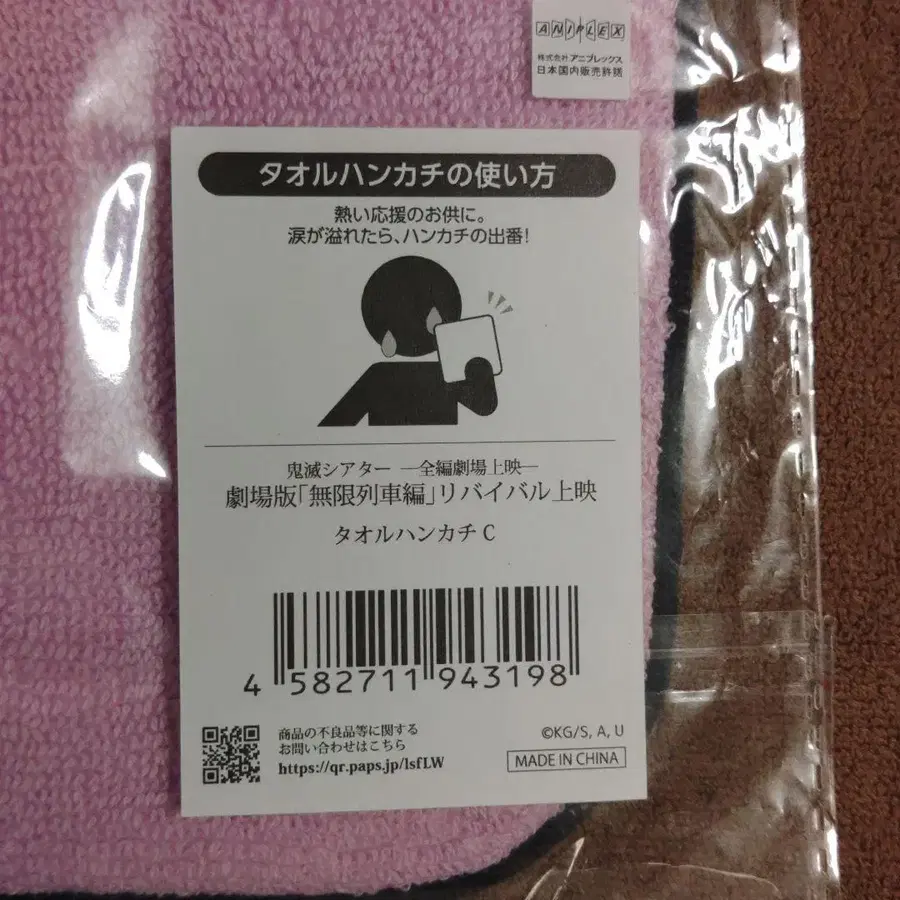 ANIPLEX
株式会社アニプレックス
日本国内販売許諾
タオルハンカチの使い方
熱い応援のお供に。
涙が溢れたら、ハンカチの出番!
鬼滅シアター ―全編劇場上映―
劇場版「無限列車編」リバイバル上映
タオルハンカチ C
4 582711 943198
商品の不良品等に関する
お問い合わせはこちら
https://qr.paps.jp/lsfLW
©KG/S, A, U
MADE IN CHINA